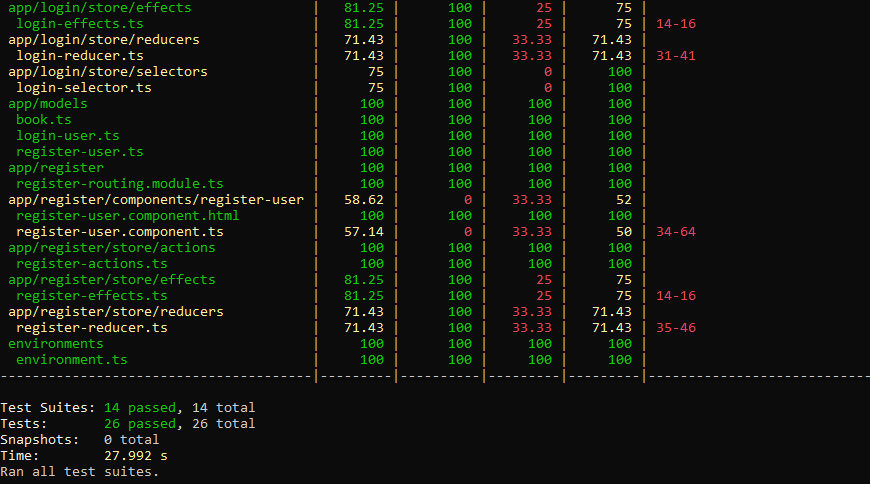 app/login/store/effects | 81.25 | 100 | 25 | 75 |
login-effects.ts | 81.25 | 100 | 25 | 75 | 14-16
app/login/store/reducers | 71.43 | 100 | 33.33 | 71.43 |
login-reducer.ts | 71.43 | 100 | 33.33 | 71.43 | 31-41
app/login/store/selectors | 75 | 100 | 0 | 100 |
login-selector.ts | 75 | 100 | 0 | 100 |
app/models | 100 | 100 | 100 | 100 |
book.ts | 100 | 100 | 100 | 100 |
login-user.ts | 100 | 100 | 100 | 100 |
register-user.ts | 100 | 100 | 100 | 100 |
app/register | 100 | 100 | 100 | 100 |
register-routing.module.ts | 100 | 100 | 100 | 100 |
app/register/components/register-user | 58.62 | 0 | 33.33 | 52 |
register-user.component.html | 100 | 100 | 100 | 100 |
register-user.component.ts | 57.14 | 0 | 33.33 | 50 | 34-64
app/register/store/actions | 100 | 100 | 100 | 100 |
register-actions.ts | 100 | 100 | 100 | 100 |
app/register/store/effects | 81.25 | 100 | 25 | 75 |
register-effects.ts | 81.25 | 100 | 25 | 75 | 14-16
app/register/store/reducers | 71.43 | 100 | 33.33 | 71.43 |
register-reducer.ts | 71.43 | 100 | 33.33 | 71.43 | 35-46
environments | 100 | 100 | 100 | 100 |
environment.ts | 100 | 100 | 100 | 100 |
---------------------------------------|---------|----------|---------|---------|----------------------------
Test Suites: 14 passed, 14 total
Tests: 26 passed, 26 total
Snapshots: 0 total
Time: 27.992 s
Ran all test suites.